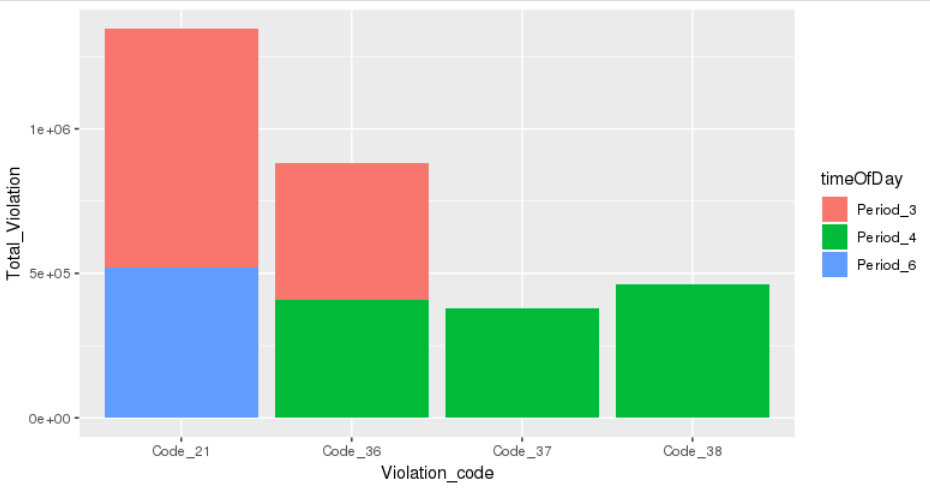 Total_Violation
1e+06
5e+05
0e+00
Code_21
Code_36
Code_37
Code_38
Violation_code
timeOfDay
Period_3
Period_4
Period_6